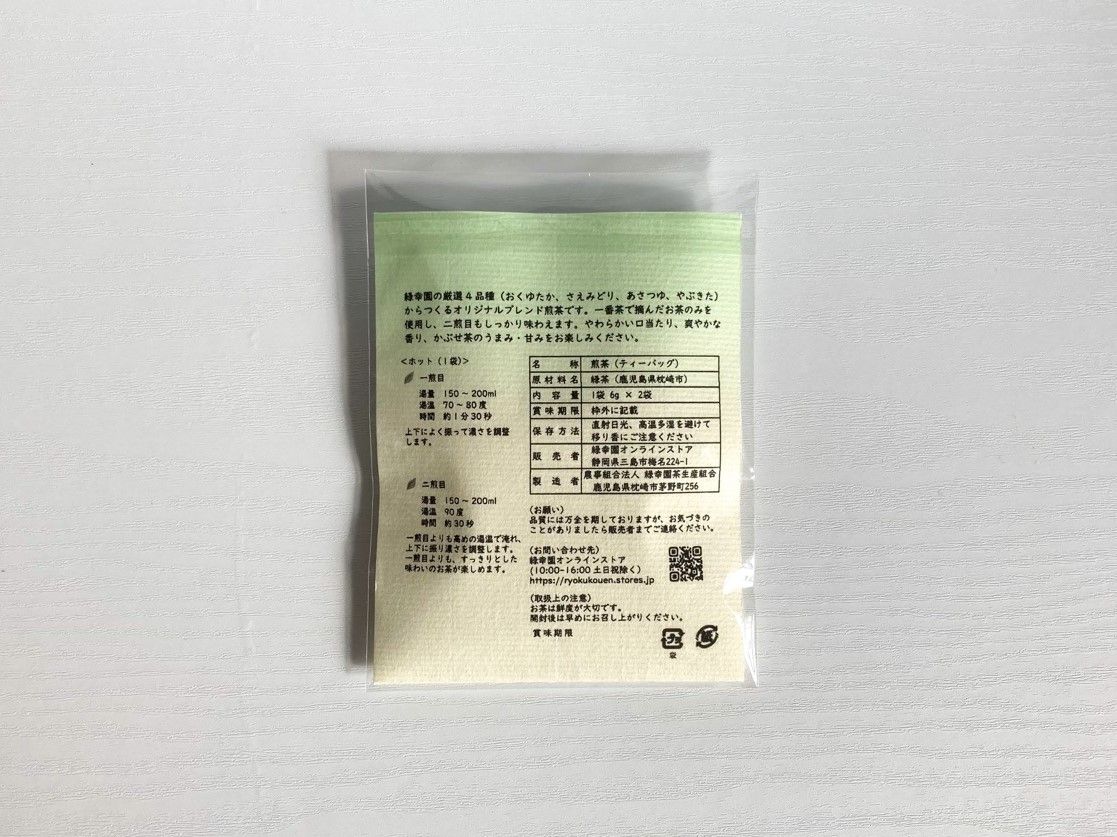 緑幸園の厳選４品種（おくゆたか、さえみどり、あさつゆ、やぶきた）
からつくるオリジナルブレンド煎茶です。一番茶で摘んだお茶のみを
使用し、二煎目もしっかり味わえます。やわらかい口当たり、爽やかな
香り、かぶせ茶のうまみ・甘みをお楽しみください。
＜ホット（１袋）＞
一煎目
湯量 150～200ml
湯温 70～80度
時間 約1分30秒
上下によく振って濃さを調整
します。
二煎目
湯量 150～200ml
湯温 90度
時間 約30秒
一煎目よりも高めの湯温で淹れ、
上下に振り濃さを調整します。
一煎目よりも、すっきりとした
味わいのお茶が楽しめます。
名称 煎茶（ティーバッグ）
原材料名 緑茶（鹿児島県枕崎市）
内容量 1袋 6g × 2袋
賞味期限 枠外に記載
保存方法 直射日光、高温多湿を避けて
移り香にご注意ください
販売者 緑幸園オンラインストア
静岡県三島市梅名224-1
製造者 農事組合法人 緑幸園茶生産組合
鹿児島県枕崎市茅野町256
（お願い）
品質には万全を期しておりますが、お気づきの
ことがありましたら販売者までご連絡ください。
（お問い合わせ先）
緑幸園オンラインストア
(10:00-16:00 土日祝除く)
https://ryokukouen.stores.jp
（取扱上の注意）
お茶は鮮度が大切です。
開封後は早めにお召し上がりください。
賞味期限
プラ
袋
紙